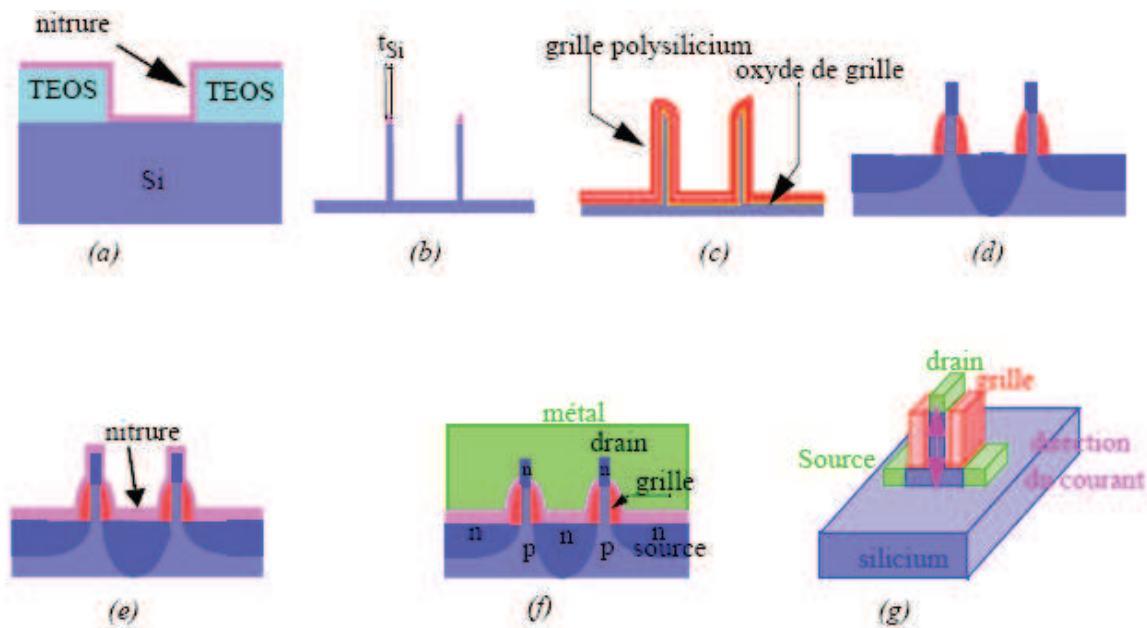 nitrure
TEOS
TEOS
Si
(a)
tSi
(b)
grille polysilicium
oxyde de grille
(c)
(d)
nitrure
(e)
métal
drain
n
n
grille
n
n
n
p
p
source
(f)
drain
grille
Source
direction
du courant
silicium
(g)